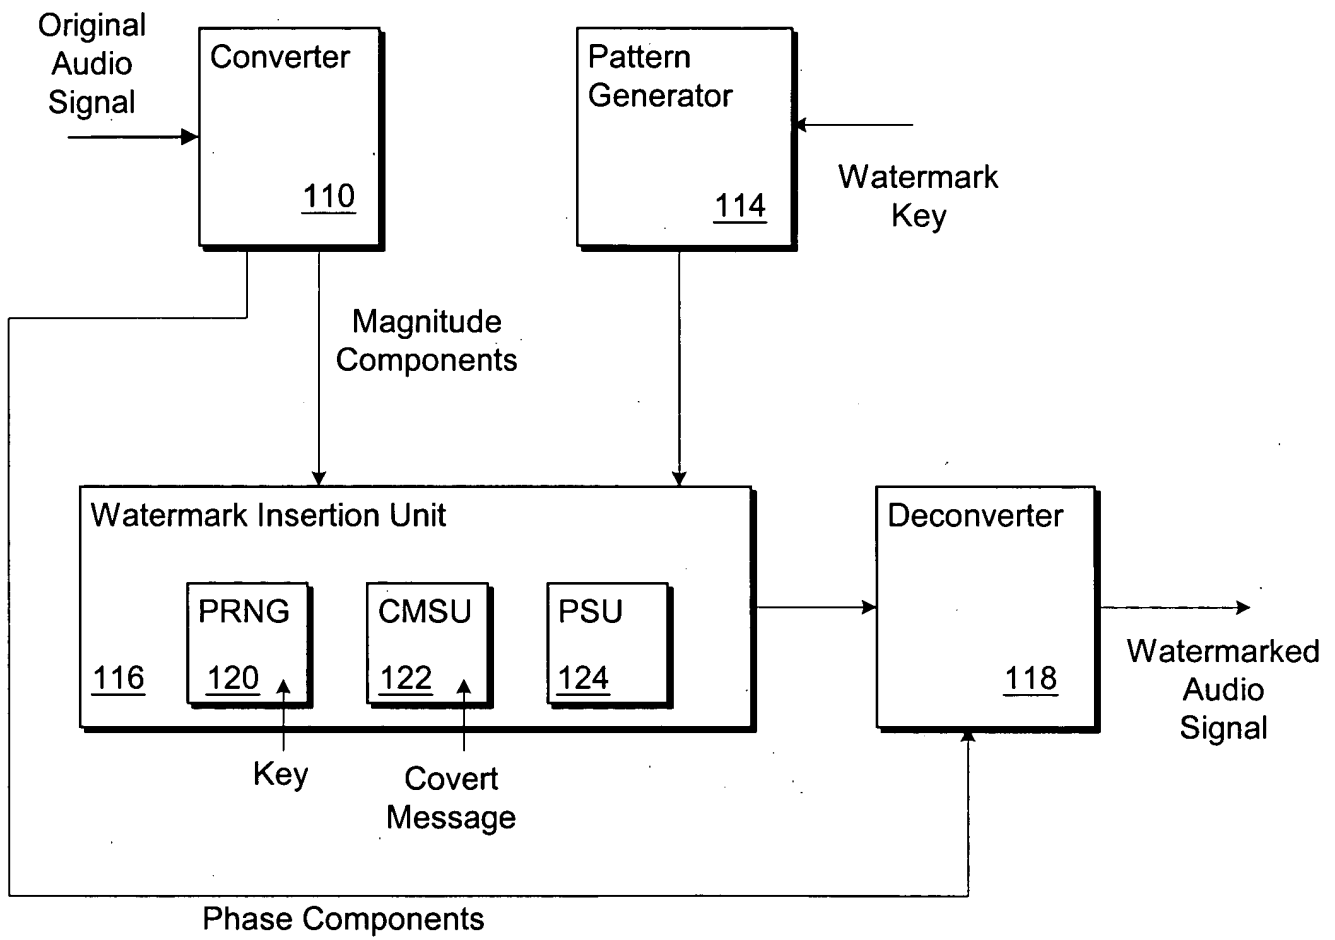 Original
Audio
Signal
Converter
110
Pattern
Generator
114
Watermark
Key
Magnitude
Components
Watermark Insertion Unit
116
PRNG
120
CMSU
122
PSU
124
Key
Covert
Message
Deconverter
118
Watermarked
Audio
Signal
Phase Components